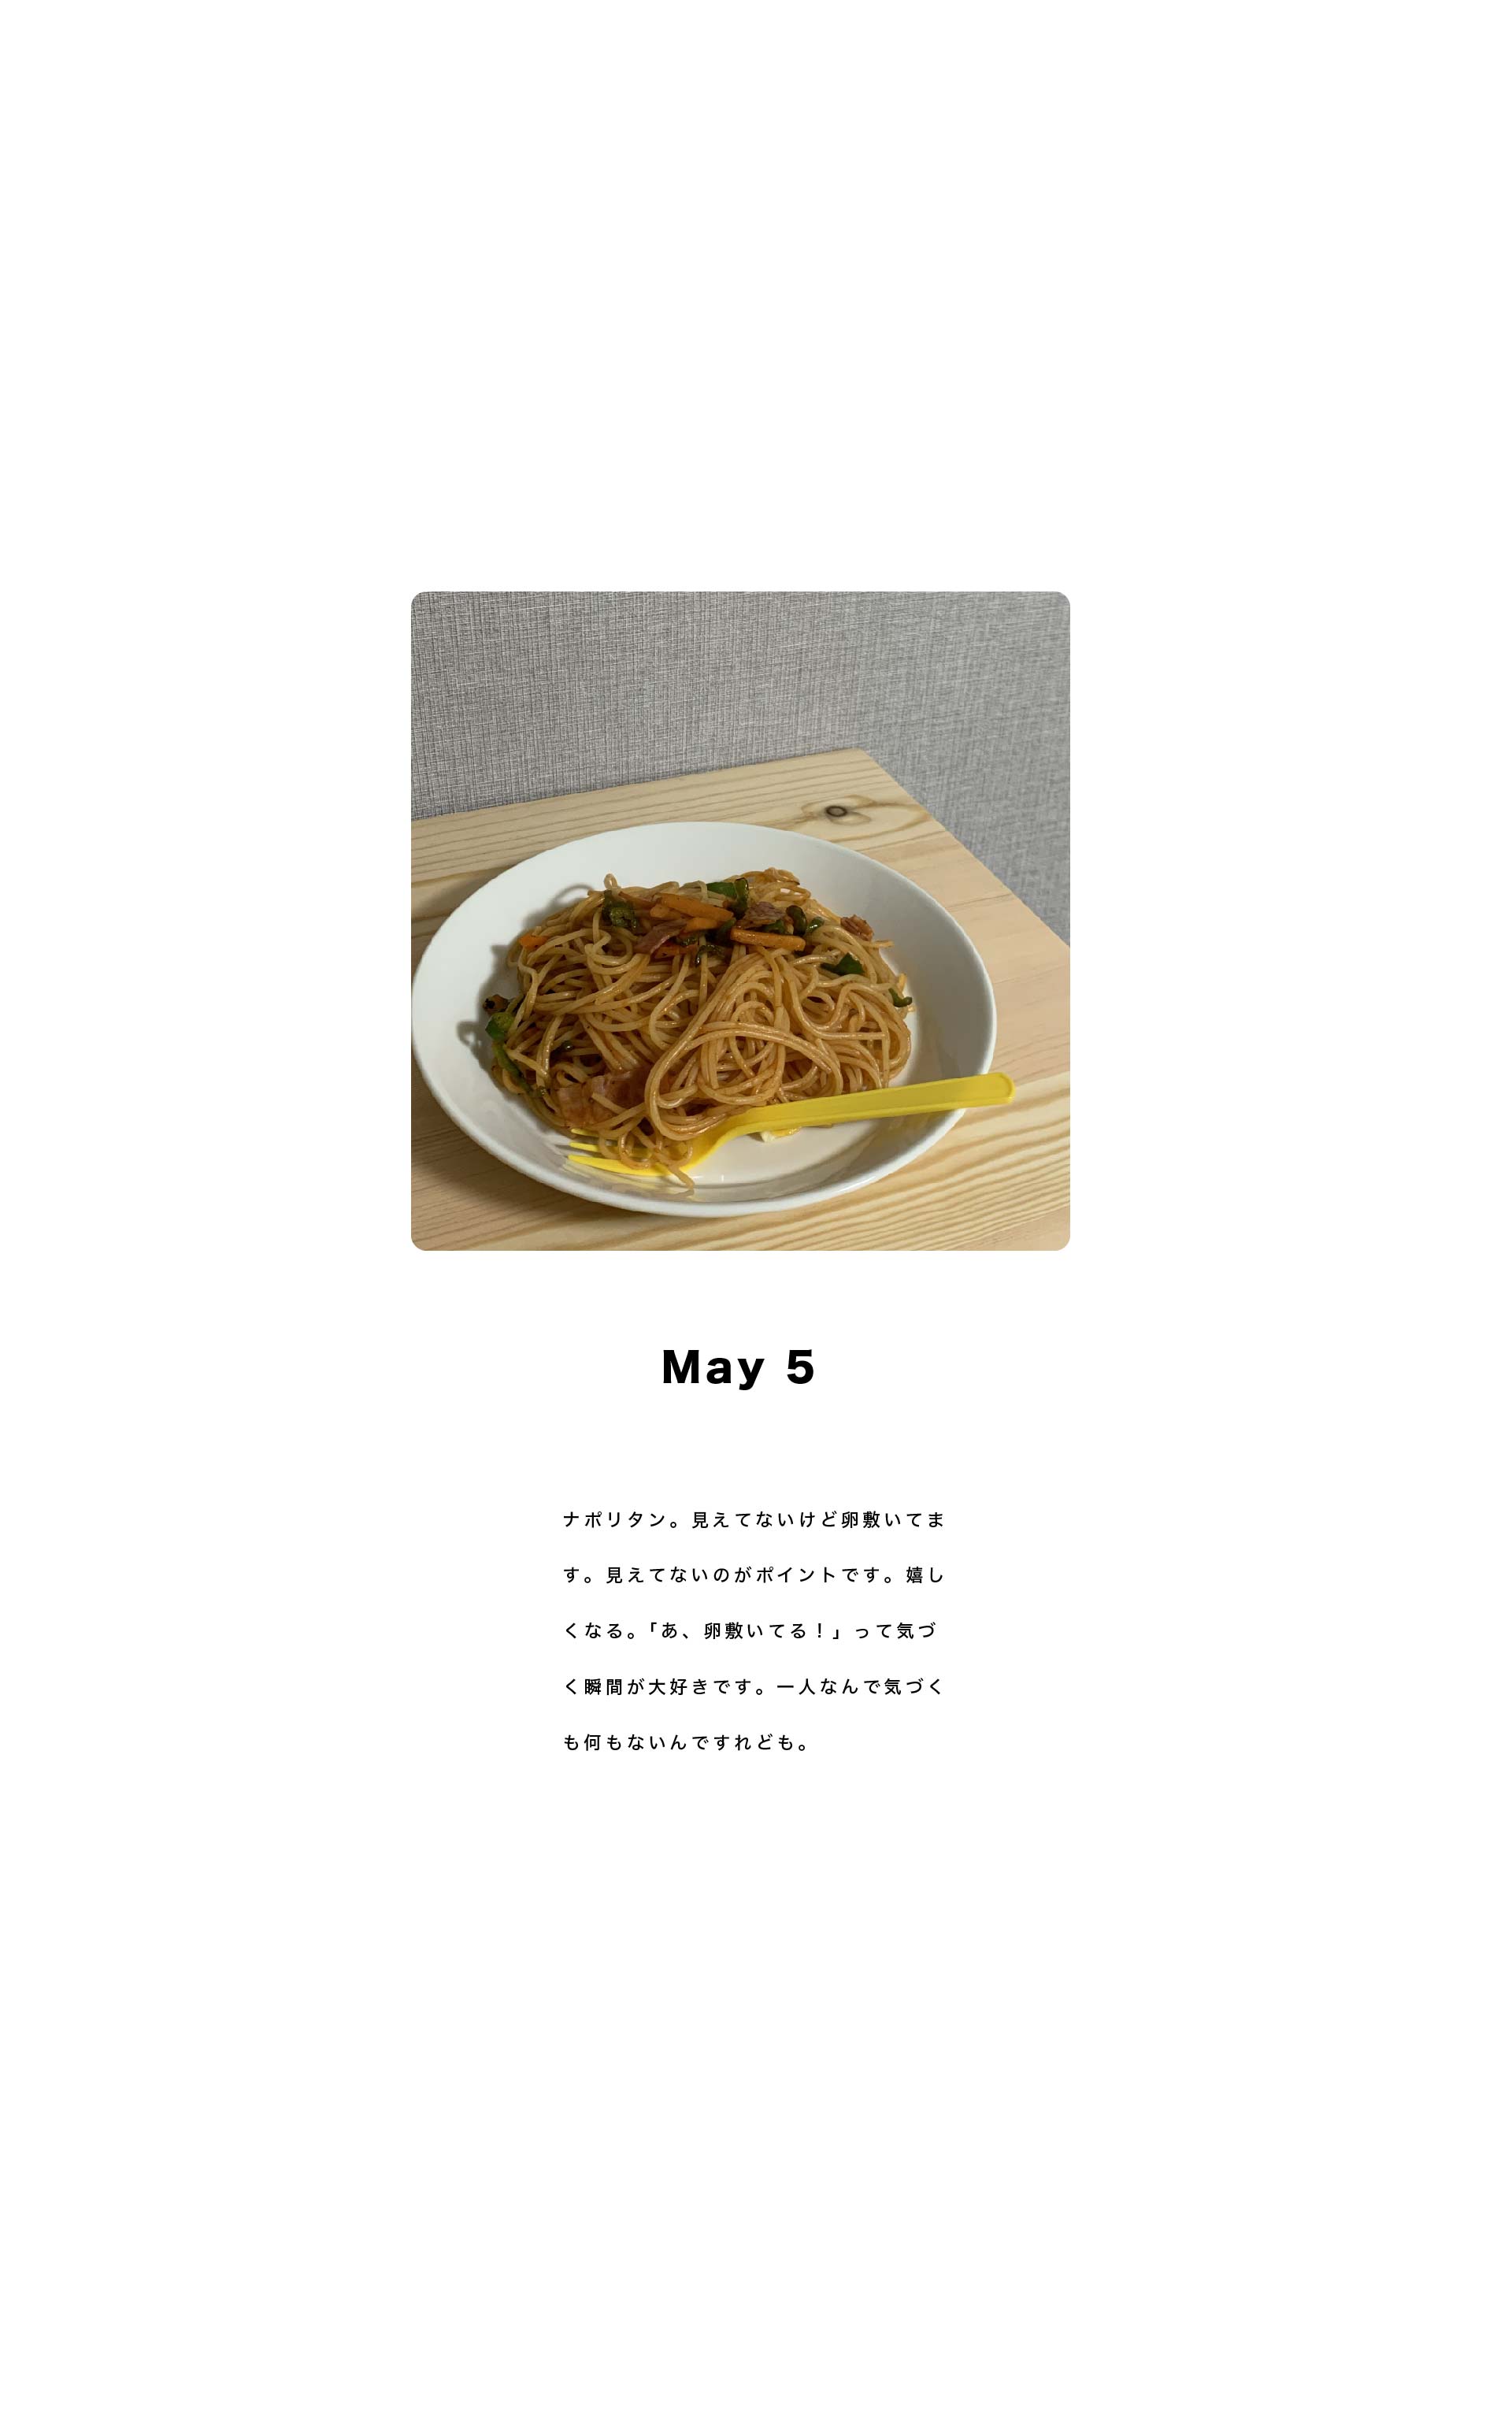 May 5
ナポリタン。見えてないけど卵敷いてま
す。見えてないのがポイントです。嬉し
くなる。「あ、卵敷いてる！」って気づ
く瞬間が大好きです。一人なんで気づく
も何もないんですれども。